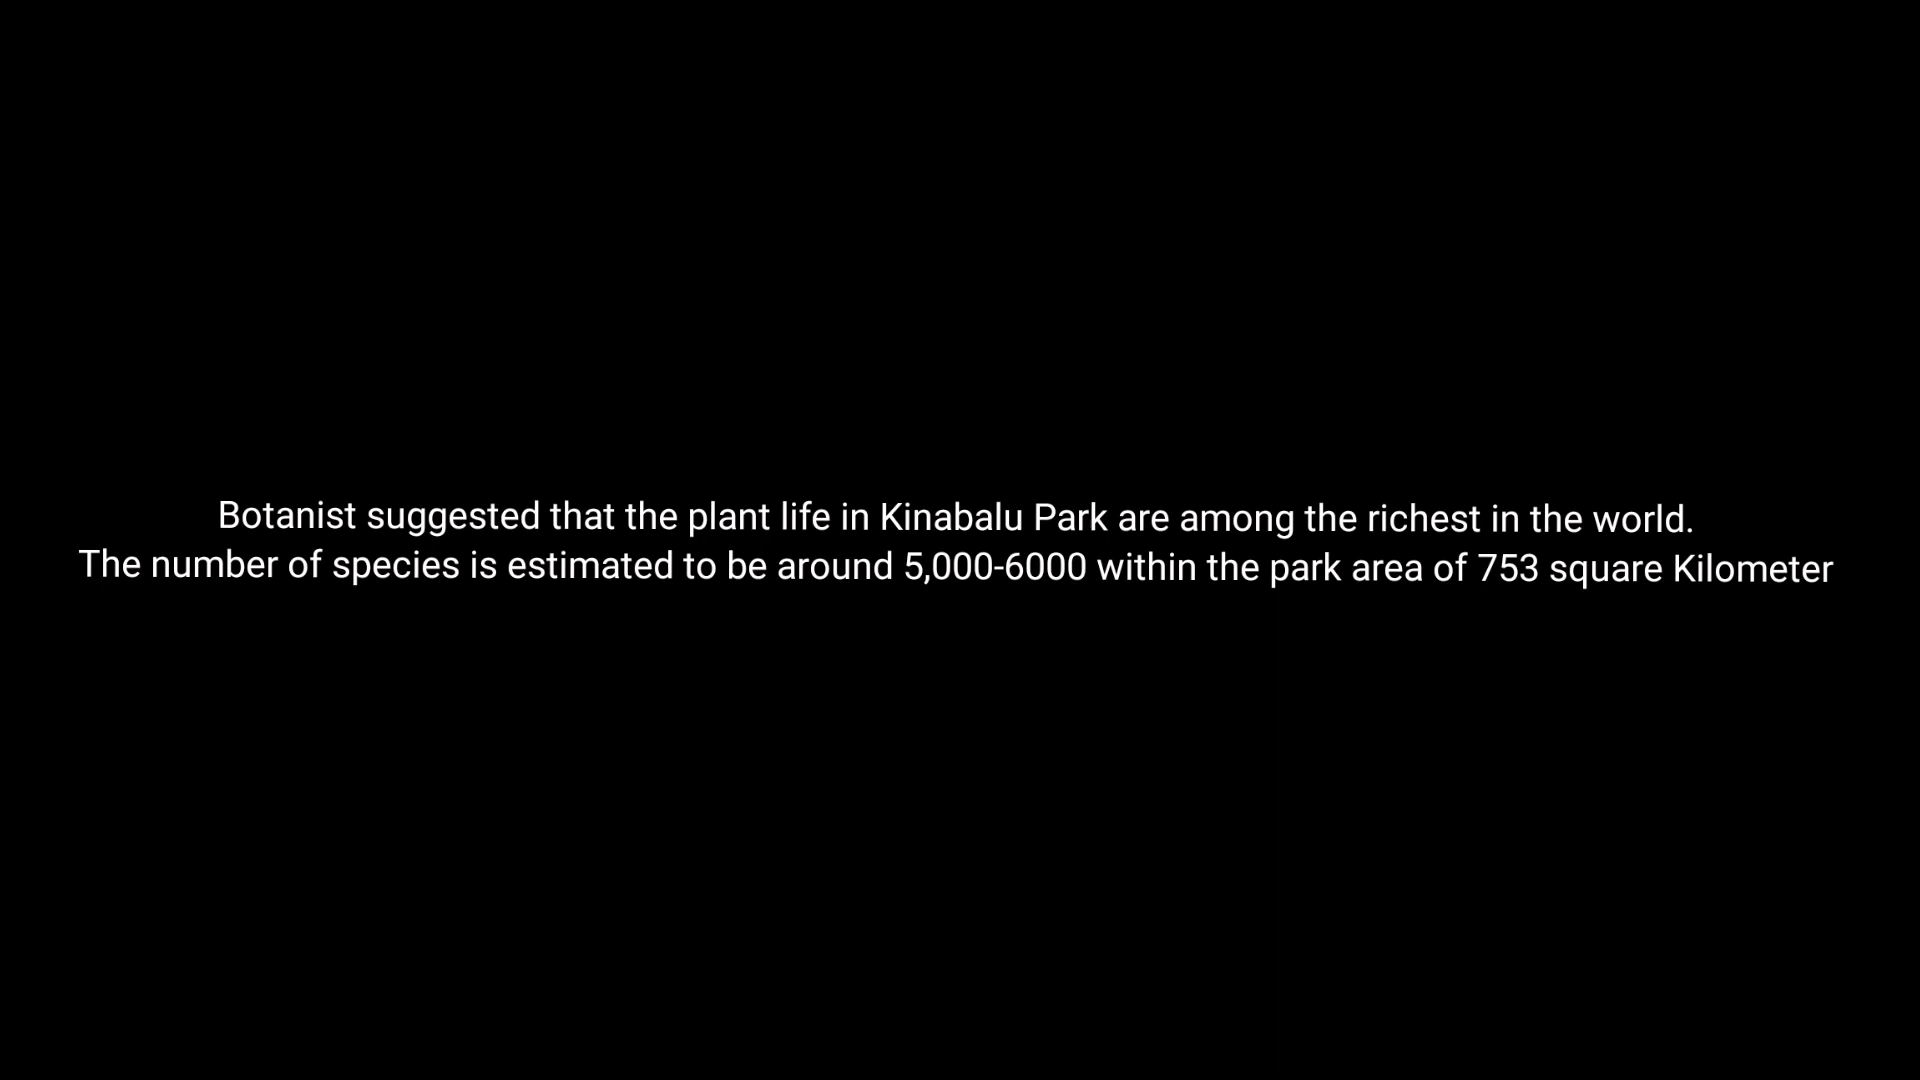 Botanist suggested that the plant life in Kinabalu Park are among the richest in the world.
The number of species is estimated to be around 5,000-6000 within the park area of 753 square Kilometer